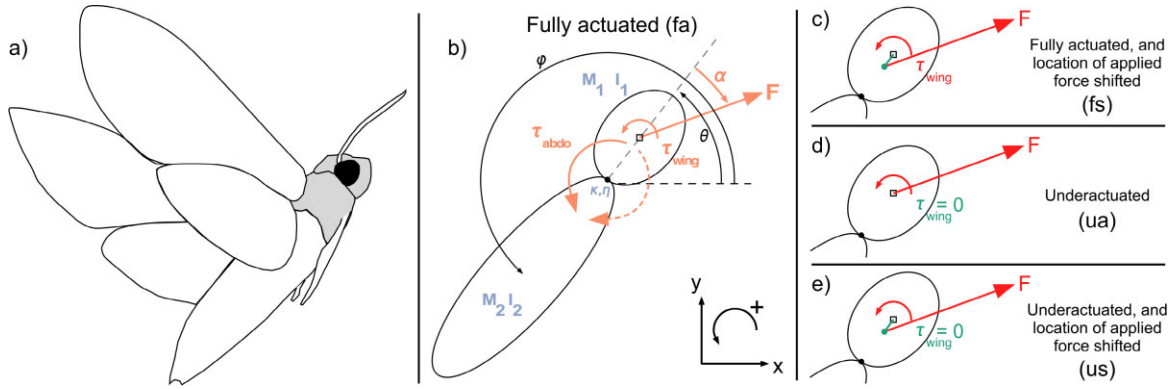 a)
Fully actuated (fa)
b)
φ
M₁ I₁
α
F
τabdo
τwing
θ
κ,η
M₂ I₂
y
+
x
c)
F
τwing
Fully actuated, and
location of applied
force shifted
(fs)
d)
F
τwing = 0
Underactuated
(ua)
e)
F
τwing = 0
Underactuated, and
location of applied
force shifted
(us)